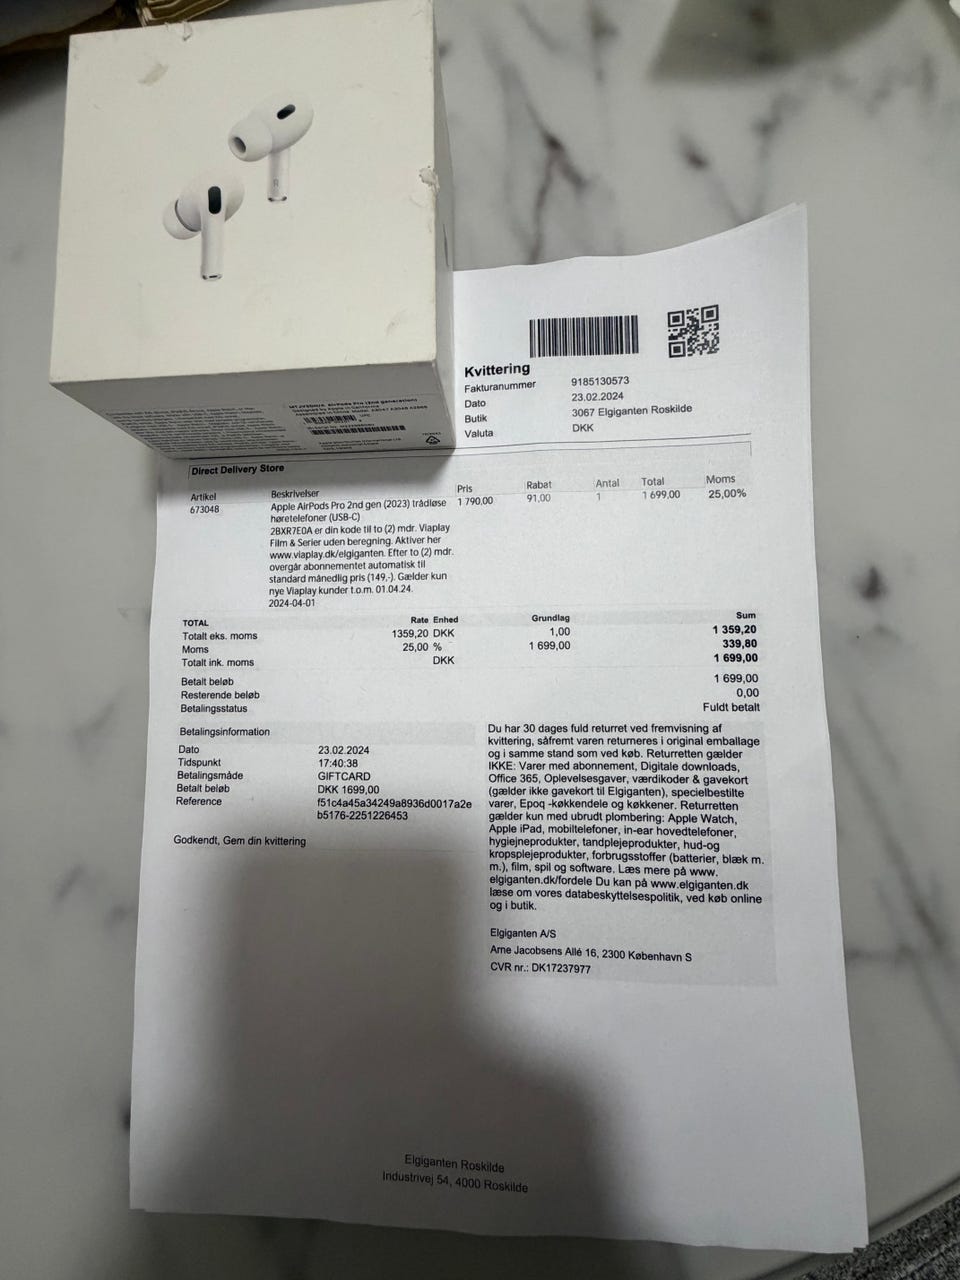 R
MTJV3DN/A AirPods Pro (2nd generation)
Designed by Apple in California
Kvittering
Fakturanummer 9185130573
Dato 23.02.2024
Butik 3067 Elgiganten Roskilde
Valuta DKK
Direct Delivery Store
Artikel Beskrivelser Pris Rabat Antal Total Moms
673048 Apple AirPods Pro 2nd gen (2023) trådløse 1 790,00 91,00 1 1 699,00 25,00%
høretelefoner (USB-C)
2BXR7E0A er din kode til to (2) mdr. Viaplay
Film & Serier uden beregning. Aktiver her
www.viaplay.dk/elgiganten. Efter to (2) mdr.
overgår abonnementet automatisk til
standard månedlig pris (149,-). Gælder kun
nye Viaplay kunder t.o.m. 01.04.24.
2024-04-01
TOTAL Rate Enhed Grundlag Sum
Totalt eks. moms 1359,20 DKK 1,00 1 359,20
Moms 25,00 % 1 699,00 339,80
Totalt ink. moms DKK 1 699,00
Betalt beløb 1 699,00
Resterende beløb 0,00
Betalingsstatus Fuldt betalt
Betalingsinformation
Dato 23.02.2024
Tidspunkt 17:40:38
Betalingsmåde GIFTCARD
Betalt beløb DKK 1699,00
Reference f51c4a45a34249a8936d0017a2e
b5176-2251226453
Godkendt, Gem din kvittering
Du har 30 dages fuld returret ved fremvisning af
kvittering, såfremt varen returneres i original emballage
og i samme stand som ved køb. Returretten gælder
IKKE: Varer med abonnement, Digitale downloads,
Office 365, Oplevelsesgaver, værdikoder & gavekort
(gælder ikke gavekort til Elgiganten), specielbestilte
varer, Epoq -køkkendele og køkkener. Returretten
gælder kun med ubrudt plombering: Apple Watch,
Apple iPad, mobiltelefoner, in-ear hovedtelefoner,
hygiejneprodukter, tandplejeprodukter, hud-og
kropsplejeprodukter, forbrugsstoffer (batterier, blæk m.
m.), film, spil og software. Læs mere på www.
elgiganten.dk/fordele Du kan på www.elgiganten.dk
læse om vores databeskyttelsespolitik, ved køb online
og i butik.
Elgiganten A/S
Arne Jacobsens Allé 16, 2300 København S
CVR nr.: DK17237977
Elgiganten Roskilde
Industrivej 54, 4000 Roskilde